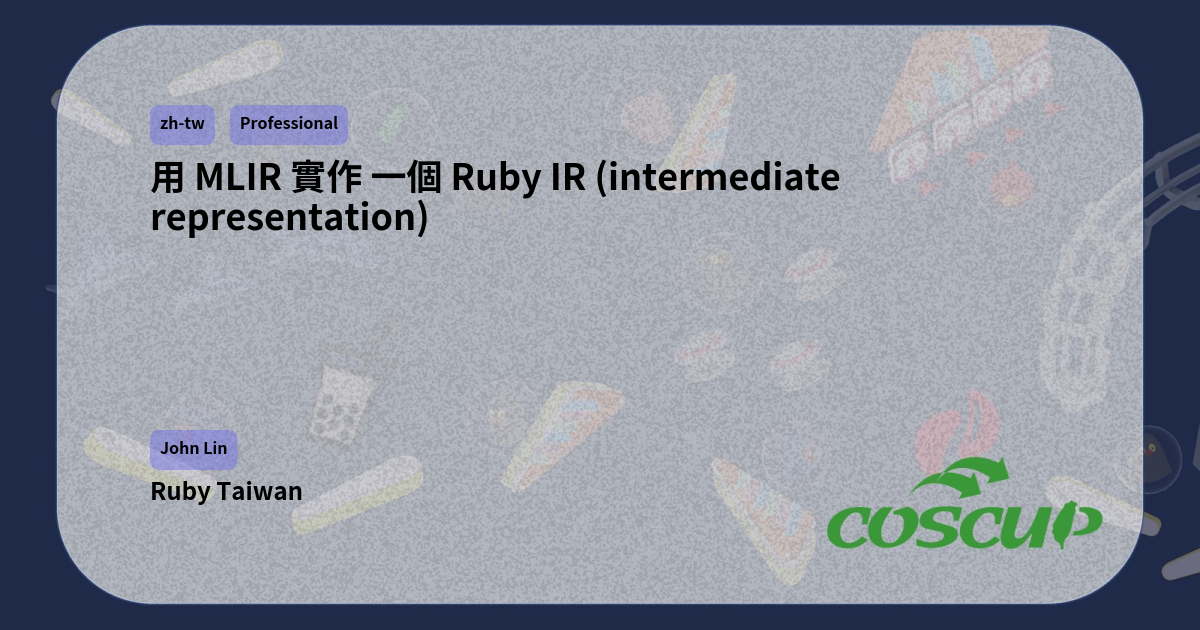 zh-tw
Professional
用 MLIR 實作 一個 Ruby IR (intermediate
representation)
John Lin
Ruby Taiwan
COSCUP